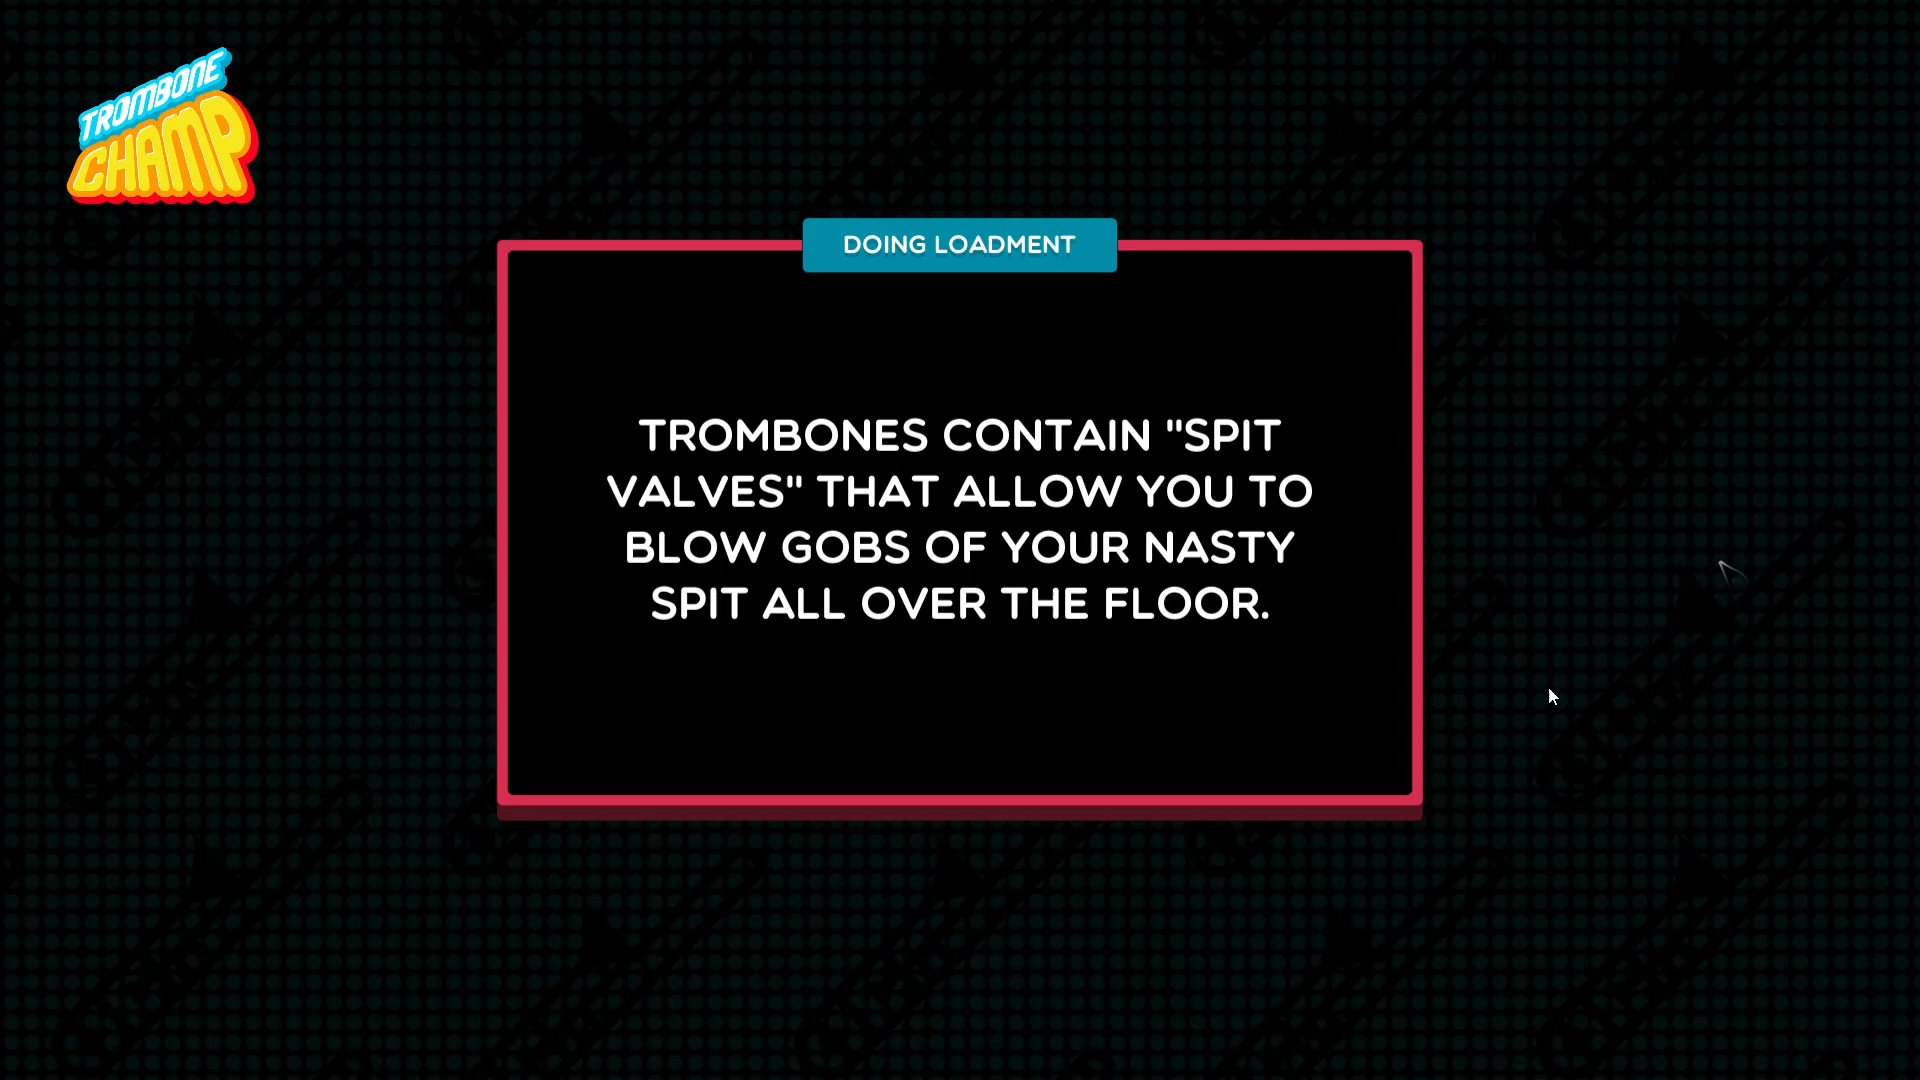 TROMBONE
CHAMP
DOING LOADMENT
TROMBONES CONTAIN "SPIT
VALVES" THAT ALLOW YOU TO
BLOW GOBS OF YOUR NASTY
SPIT ALL OVER THE FLOOR.